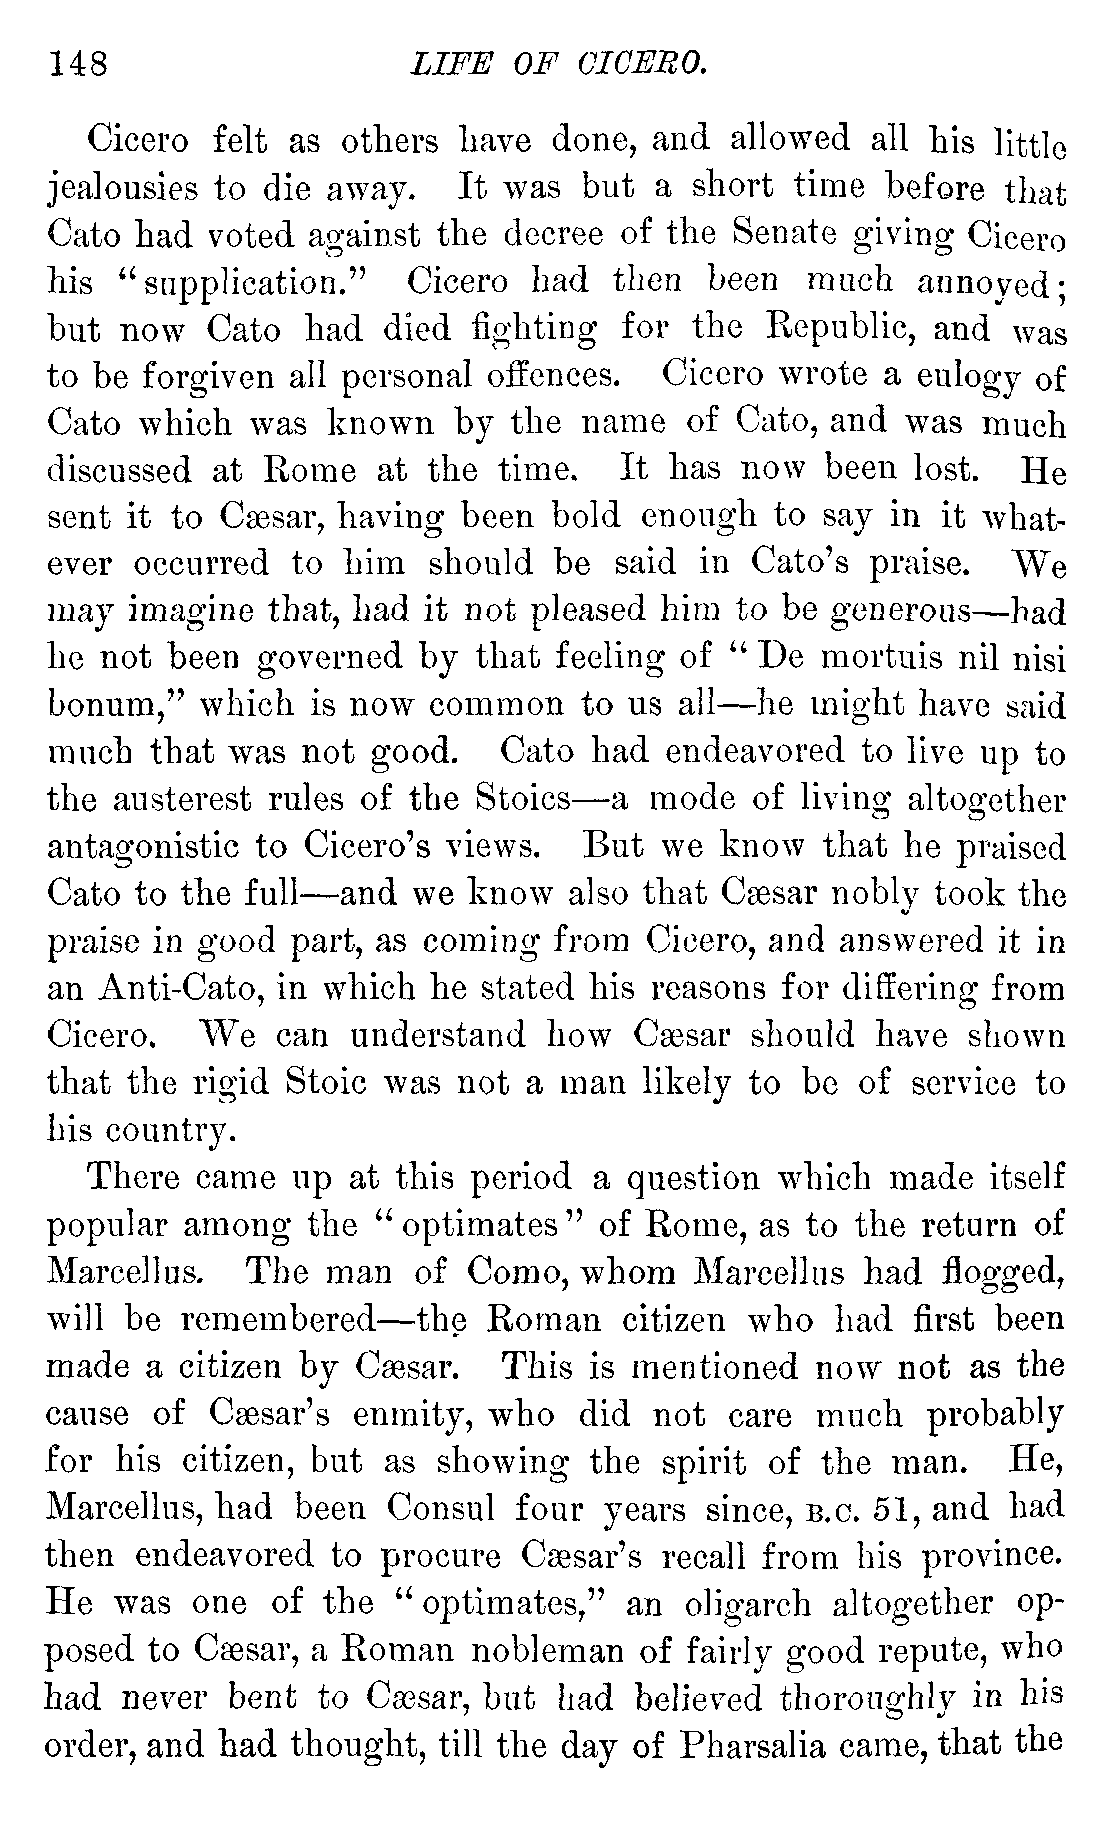 148 LIFE OF CICERO.
Cicero felt as others have done, and allowed all his little
jealousies to die away. It was but a short time before that
Cato had voted against the decree of the Senate giving Cicero
his “supplication.” Cicero had then been much annoyed;
but now Cato had died fighting for the Republic, and was
to be forgiven all personal offences. Cicero wrote a eulogy of
Cato which was known by the name of Cato, and was much
discussed at Rome at the time. It has now been lost. He
sent it to Cæsar, having been bold enough to say in it what-
ever occurred to him should be said in Cato’s praise. We
may imagine that, had it not pleased him to be generous—had
he not been governed by that feeling of “De mortuis nil nisi
bonum,” which is now common to us all—he might have said
much that was not good. Cato had endeavored to live up to
the austerest rules of the Stoics—a mode of living altogether
antagonistic to Cicero’s views. But we know that he praised
Cato to the full—and we know also that Cæsar nobly took the
praise in good part, as coming from Cicero, and answered it in
an Anti-Cato, in which he stated his reasons for differing from
Cicero. We can understand how Cæsar should have shown
that the rigid Stoic was not a man likely to be of service to
his country.
There came up at this period a question which made itself
popular among the “optimates” of Rome, as to the return of
Marcellus. The man of Como, whom Marcellus had flogged,
will be remembered—the Roman citizen who had first been
made a citizen by Cæsar. This is mentioned now not as the
cause of Cæsar’s enmity, who did not care much probably
for his citizen, but as showing the spirit of the man. He,
Marcellus, had been Consul four years since, B.C. 51, and had
then endeavored to procure Cæsar’s recall from his province.
He was one of the “optimates,” an oligarch altogether op-
posed to Cæsar, a Roman nobleman of fairly good repute, who
had never bent to Cæsar, but had believed thoroughly in his
order, and had thought, till the day of Pharsalia came, that the